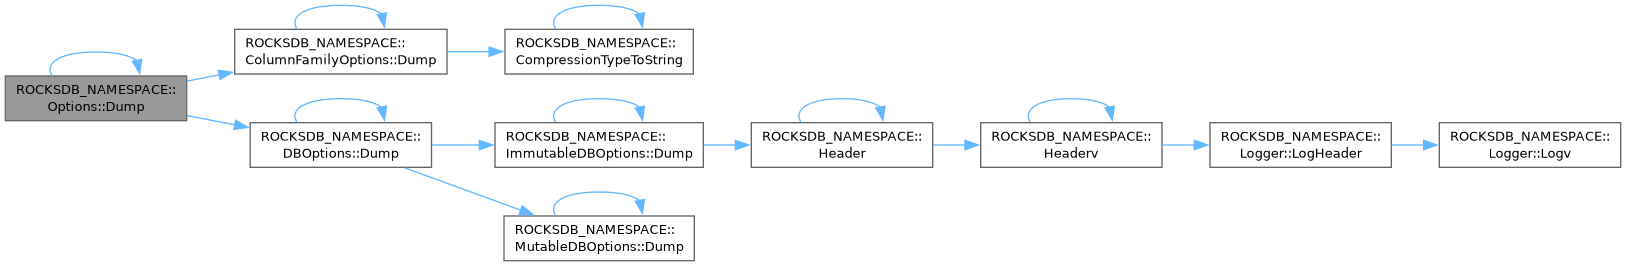 ROCKSDB_NAMESPACE::
Options::Dump
ROCKSDB_NAMESPACE::
ColumnFamilyOptions::Dump
ROCKSDB_NAMESPACE::
CompressionTypeToString
ROCKSDB_NAMESPACE::
DBOptions::Dump
ROCKSDB_NAMESPACE::
ImmutableDBOptions::Dump
ROCKSDB_NAMESPACE::
Header
ROCKSDB_NAMESPACE::
Headerv
ROCKSDB_NAMESPACE::
Logger::LogHeader
ROCKSDB_NAMESPACE::
Logger::Logv
ROCKSDB_NAMESPACE::
MutableDBOptions::Dump